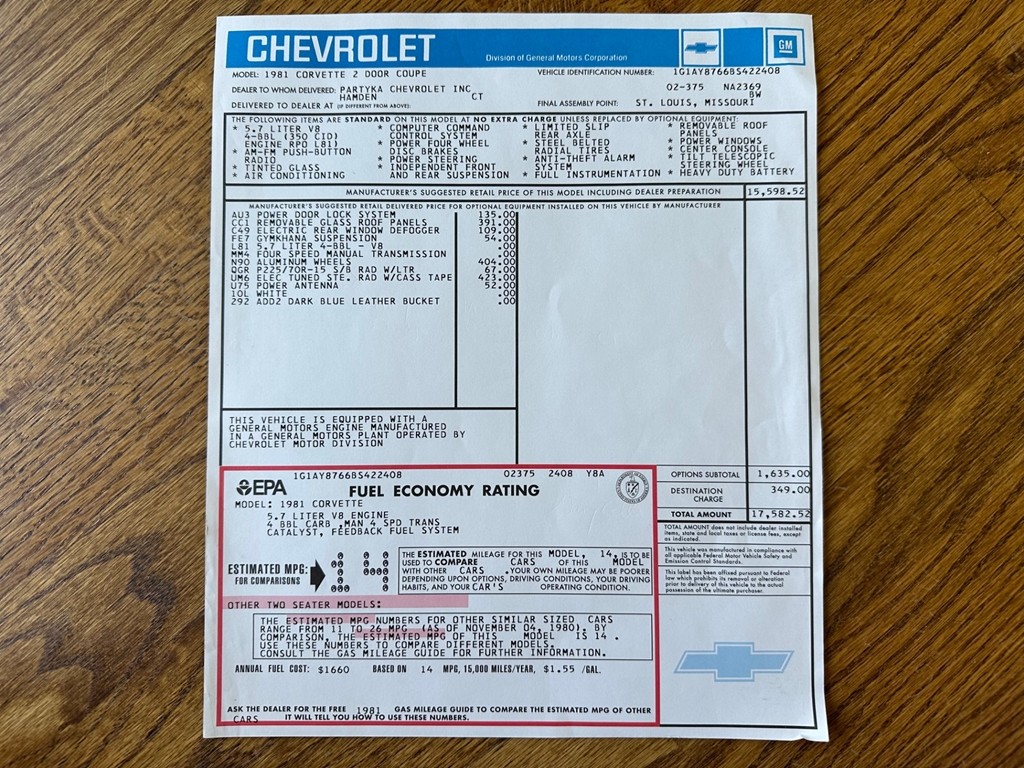 CHEVROLET
Division of General Motors Corporation
GM
MODEL: 1981 CORVETTE 2 DOOR COUPE
VEHICLE IDENTIFICATION NUMBER: 1G1AY8766BS422408
DEALER TO WHOM DELIVERED: PARTYKA CHEVROLET INC
HAMDEN CT
02-375 NA2369
BW
DELIVERED TO DEALER AT (IF DIFFERENT FROM ABOVE):
FINAL ASSEMBLY POINT: ST. LOUIS, MISSOURI
THE FOLLOWING ITEMS ARE STANDARD ON THIS MODEL AT NO EXTRA CHARGE UNLESS REPLACED BY OPTIONAL EQUIPMENT:
* 5.7 LITER V8
4-BBL (350 CID)
ENGINE RPO L81)
* AM-FM PUSH-BUTTON
RADIO
* TINTED GLASS
* AIR CONDITIONING
* COMPUTER COMMAND
CONTROL SYSTEM
* POWER FOUR WHEEL
DISC BRAKES
* POWER STEERING
* INDEPENDENT FRONT
AND REAR SUSPENSION
* LIMITED SLIP
REAR AXLE
* STEEL BELTED
RADIAL TIRES
* ANTI-THEFT ALARM
SYSTEM
* FULL INSTRUMENTATION
* REMOVABLE ROOF
PANELS
* POWER WINDOWS
* CENTER CONSOLE
* TILT TELESCOPIC
STEERING WHEEL
* HEAVY DUTY BATTERY
MANUFACTURER'S SUGGESTED RETAIL PRICE OF THIS MODEL INCLUDING DEALER PREPARATION 15,598.52
MANUFACTURER'S SUGGESTED RETAIL DELIVERED PRICE FOR OPTIONAL EQUIPMENT INSTALLED ON THIS VEHICLE BY MANUFACTURER
AU3 POWER DOOR LOCK SYSTEM 135.00
CC1 REMOVABLE GLASS ROOF PANELS 391.00
C49 ELECTRIC REAR WINDOW DEFOGGER 109.00
FE7 GYMKHANA SUSPENSION 54.00
L81 5.7 LITER 4-BBL - V8 .00
MM4 FOUR SPEED MANUAL TRANSMISSION .00
N90 ALUMINUM WHEELS 404.00
QGR P225/70R-15 S/B RAD W/LTR 67.00
UM6 ELEC TUNED STE. RAD W/CASS TAPE 423.00
U75 POWER ANTENNA 52.00
10L WHITE .00
292 ADD2 DARK BLUE LEATHER BUCKET .00
THIS VEHICLE IS EQUIPPED WITH A
GENERAL MOTORS ENGINE MANUFACTURED
IN A GENERAL MOTORS PLANT OPERATED BY
CHEVROLET MOTOR DIVISION
1G1AY8766BS422408 02375 2408 Y8A
EPA FUEL ECONOMY RATING
MODEL: 1981 CORVETTE
5.7 LITER V8 ENGINE
4 BBL CARB ,MAN 4 SPD TRANS
CATALYST, FEEDBACK FUEL SYSTEM
ESTIMATED MPG:
FOR COMPARISONS
THE ESTIMATED MILEAGE FOR THIS MODEL, 14, IS TO BE
USED TO COMPARE CARS OF THIS MODEL
WITH OTHER CARS . YOUR OWN MILEAGE MAY BE POORER
DEPENDING UPON OPTIONS, DRIVING CONDITIONS, YOUR DRIVING
HABITS, AND YOUR CAR'S OPERATING CONDITION.
OTHER TWO SEATER MODELS:
THE ESTIMATED MPG NUMBERS FOR OTHER SIMILAR SIZED CARS
RANGE FROM 11 TO 26 MPG (AS OF NOVEMBER 04, 1980). BY
COMPARISON, THE ESTIMATED MPG OF THIS MODEL IS 14 .
USE THESE NUMBERS TO COMPARE DIFFERENT MODELS.
CONSULT THE GAS MILEAGE GUIDE FOR FURTHER INFORMATION.
ANNUAL FUEL COST: $1660 BASED ON 14 MPG, 15,000 MILES/YEAR, $1.55 /GAL.
ASK THE DEALER FOR THE FREE 1981 GAS MILEAGE GUIDE TO COMPARE THE ESTIMATED MPG OF OTHER
CARS IT WILL TELL YOU HOW TO USE THESE NUMBERS.
OPTIONS SUBTOTAL 1,635.00
DESTINATION
CHARGE 349.00
TOTAL AMOUNT 17,582.52
TOTAL AMOUNT does not include dealer installed
items, state and local taxes or license fees, except
as indicated.
This vehicle was manufactured in compliance with
all applicable Federal Motor Vehicle Safety and
Emission Control Standards.
This label has been affixed pursuant to Federal
law which prohibits its removal or alteration
prior to delivery of this vehicle to the actual
possession of the ultimate purchaser.